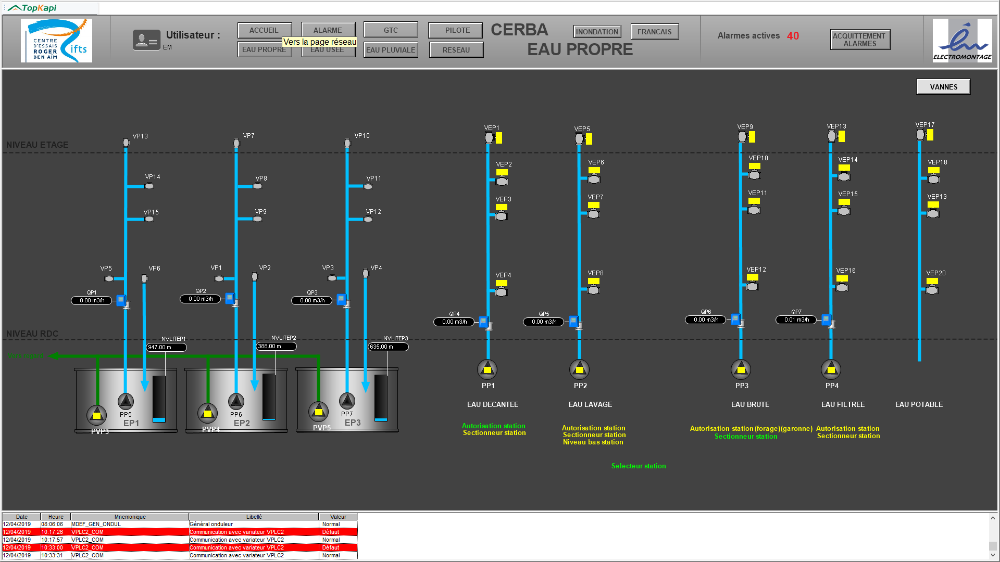 TopKapi
CENTRE
D'ESSAIS
ROGER
BEN AÏM
ifts
Utilisateur :
EM
ACCUEIL
ALARME
GTC
PILOTE
EAU PROPRE
EAU USEE
EAU PLUVIALE
RESEAU
Vers la page réseau
CERBA
EAU PROPRE
INONDATION
FRANCAIS
Alarmes actives 40
ACQUITTEMENT
ALARMES
ELECTROMONTAGE
VANNES
NIVEAU ETAGE
VP13
VP7
VP10
VEP1
VEP5
VEP9
VEP13
VEP17
VP14
VP8
VP11
VEP2
VEP6
VEP10
VEP14
VEP18
VP15
VP9
VP12
VEP3
VEP7
VEP11
VEP15
VEP19
VP5
VP6
VP1
VP2
VP3
VP4
VEP4
VEP8
VEP12
VEP16
VEP20
QP1
0.00 m3/h
QP2
0.00 m3/h
QP3
0.00 m3/h
QP4
0.00 m3/h
QP5
0.00 m3/h
QP6
0.00 m3/h
QP7
0.01 m3/h
NIVEAU RDC
NVLITEP1
947.00 m
NVLITEP2
388.00 m
NVLITEP3
635.00 m
Vers regard
PP5
EP1
PVP3
PP6
EP2
PVP4
PP7
EP3
PVP5
PP1
PP2
PP3
PP4
EAU DECANTEE
EAU LAVAGE
EAU BRUTE
EAU FILTREE
EAU POTABLE
Autorisation station
Sectionneur station
Autorisation station
Sectionneur station
Niveau bas station
Autorisation station(forage)(garonne)
Sectionneur station
Autorisation station
Sectionneur station
Selecteur station
Date Heure Mnemonique Libellé Valeur
12/04/2019 08:06:06 MDEF_GEN_ONDUL Général onduleur Normal
12/04/2019 10:17:26 VPLC2_COM Communication avec variateur VPLC2 Défaut
12/04/2019 10:17:57 VPLC2_COM Communication avec variateur VPLC2 Normal
12/04/2019 10:33:00 VPLC2_COM Communication avec variateur VPLC2 Défaut
12/04/2019 10:33:31 VPLC2_COM Communication avec variateur VPLC2 Normal